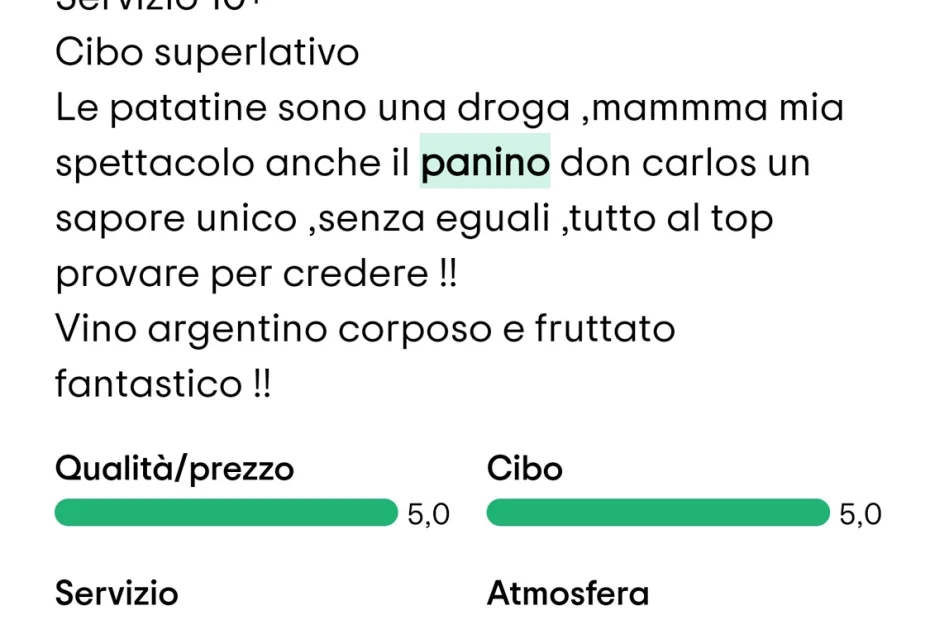 Servizio 10+
Cibo superlativo
Le patatine sono una droga ,mammma mia
spettacolo anche il panino don carlos un
sapore unico ,senza eguali ,tutto al top
provare per credere !!
Vino argentino corposo e fruttato
fantastico !!
Qualità/prezzo Cibo
5,0 5,0
Servizio Atmosfera